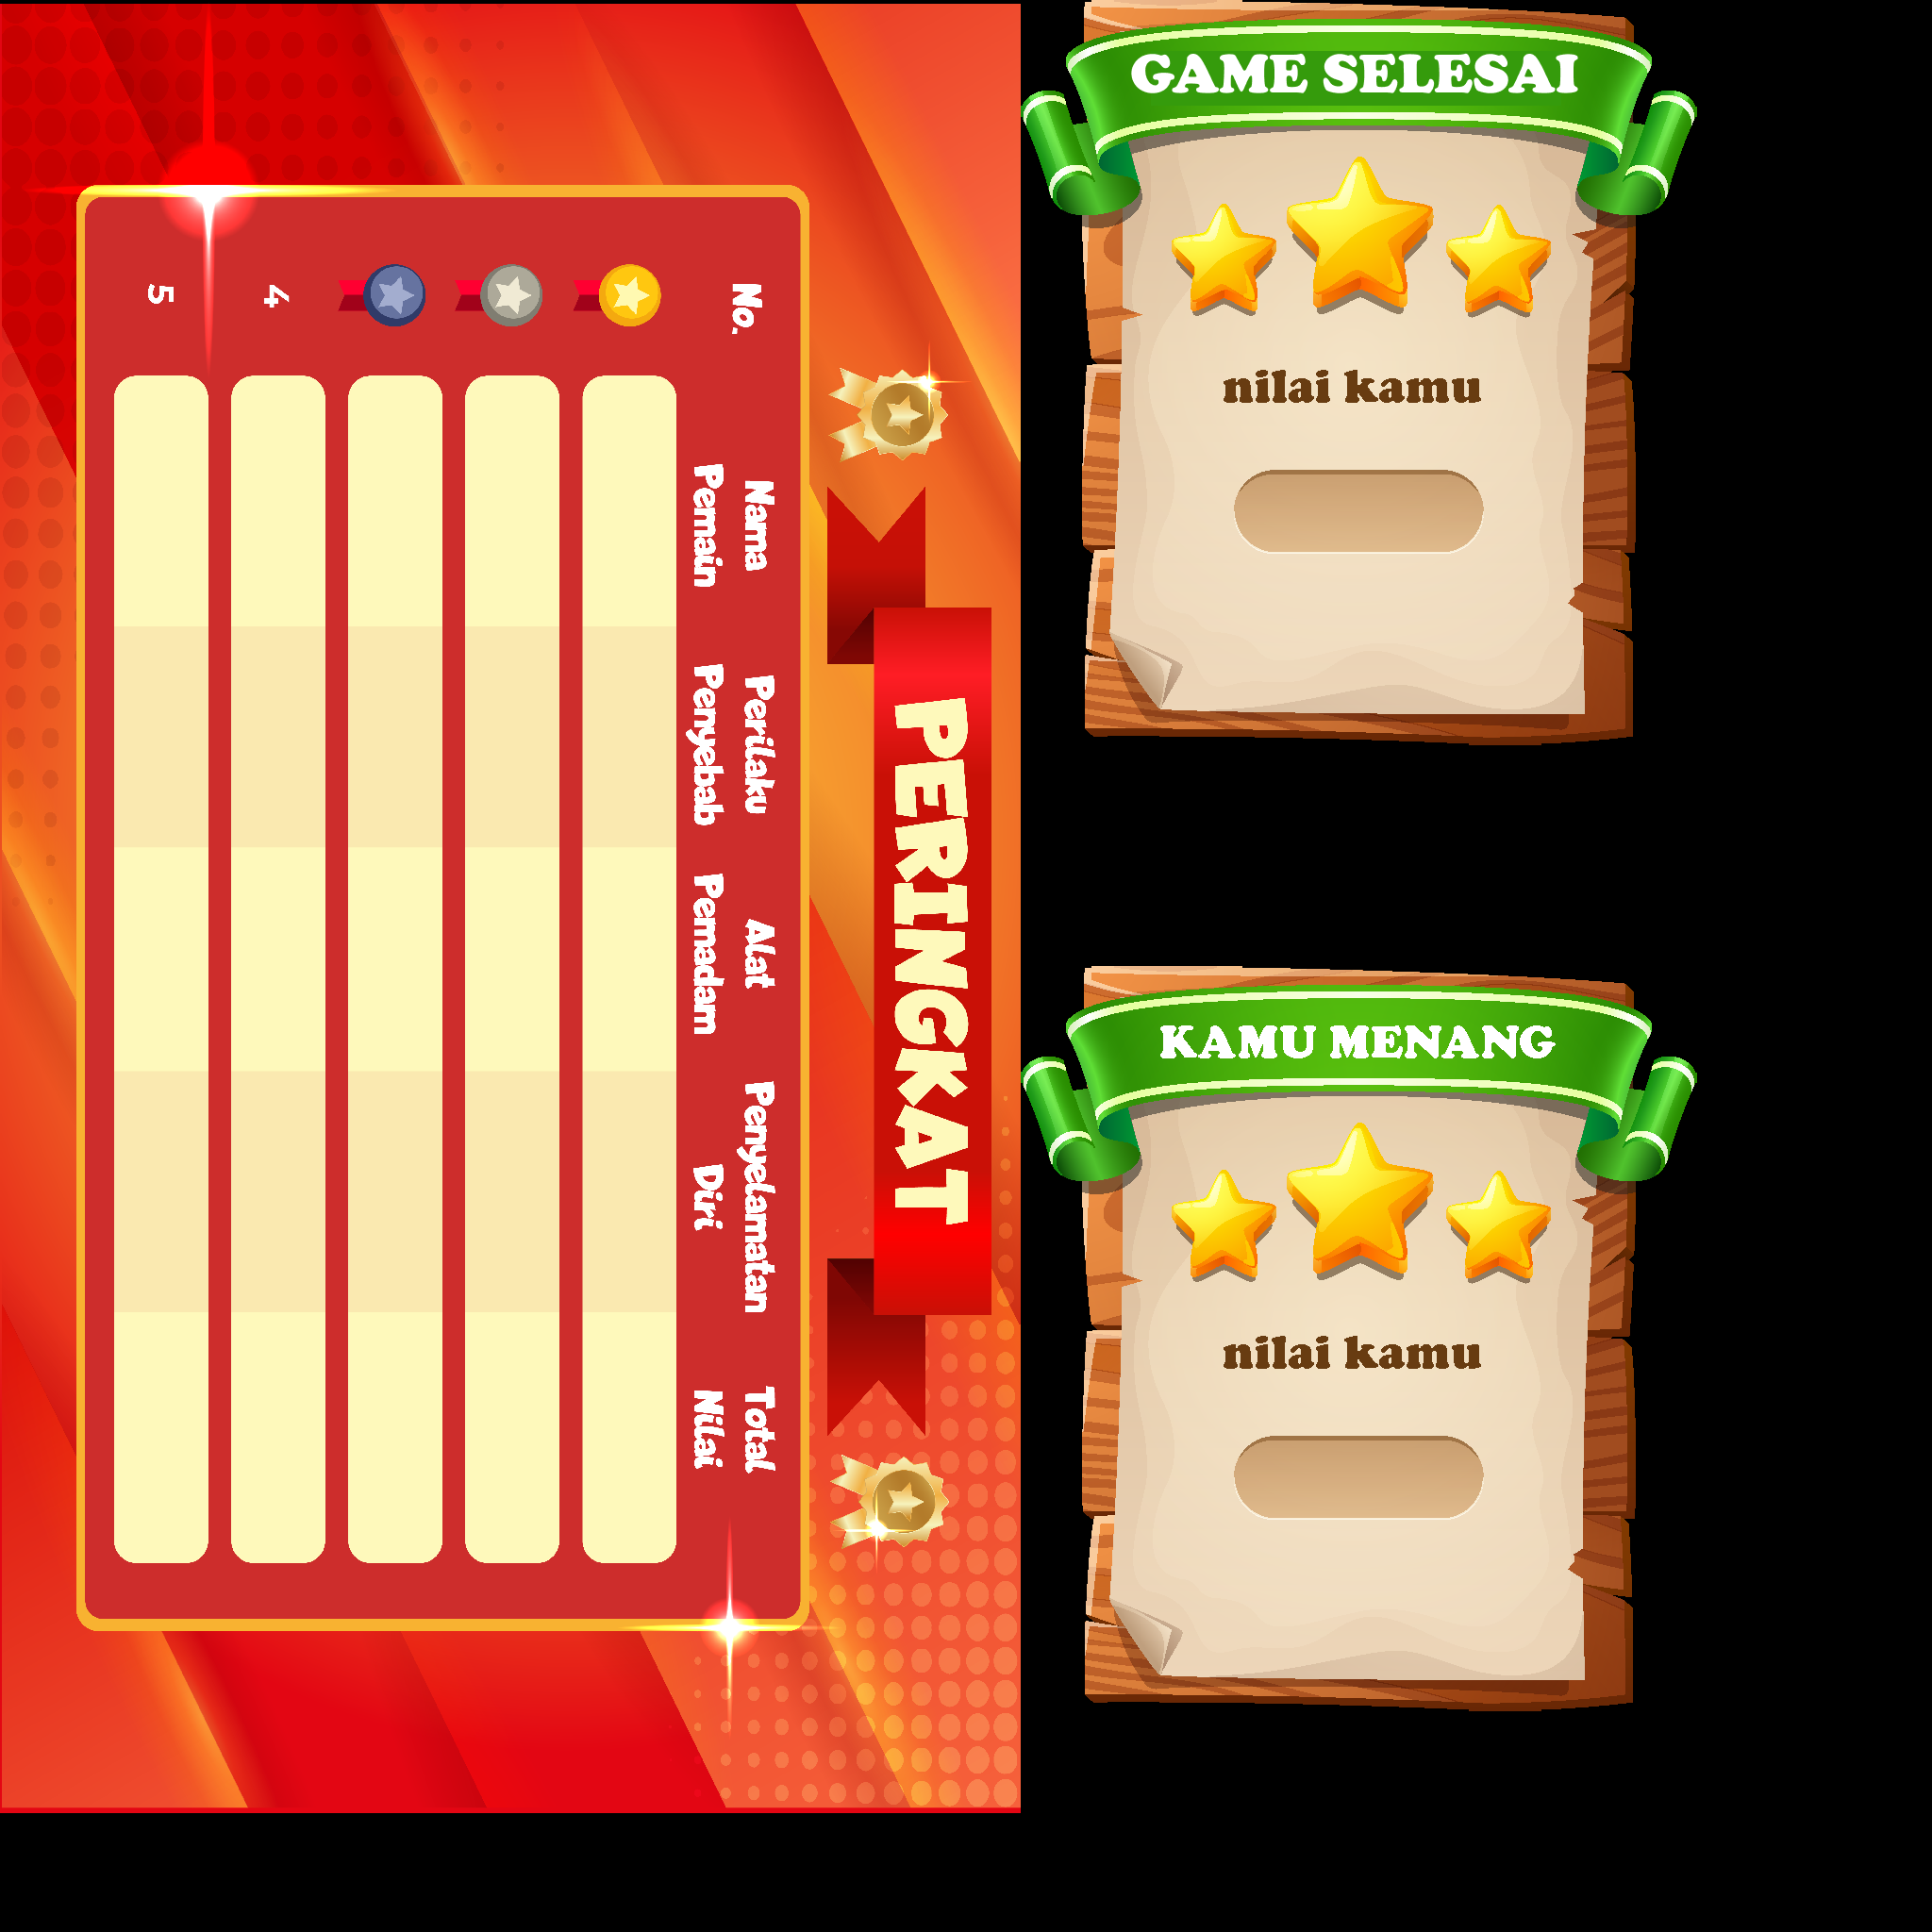 PERINGKAT
No.
Nama
Pemain
Perilaku
Penyebab
Alat
Pemadam
Penyelamatan
Diri
Total
Nilai
4
5
GAME SELESAI
nilai kamu
KAMU MENANG
nilai kamu